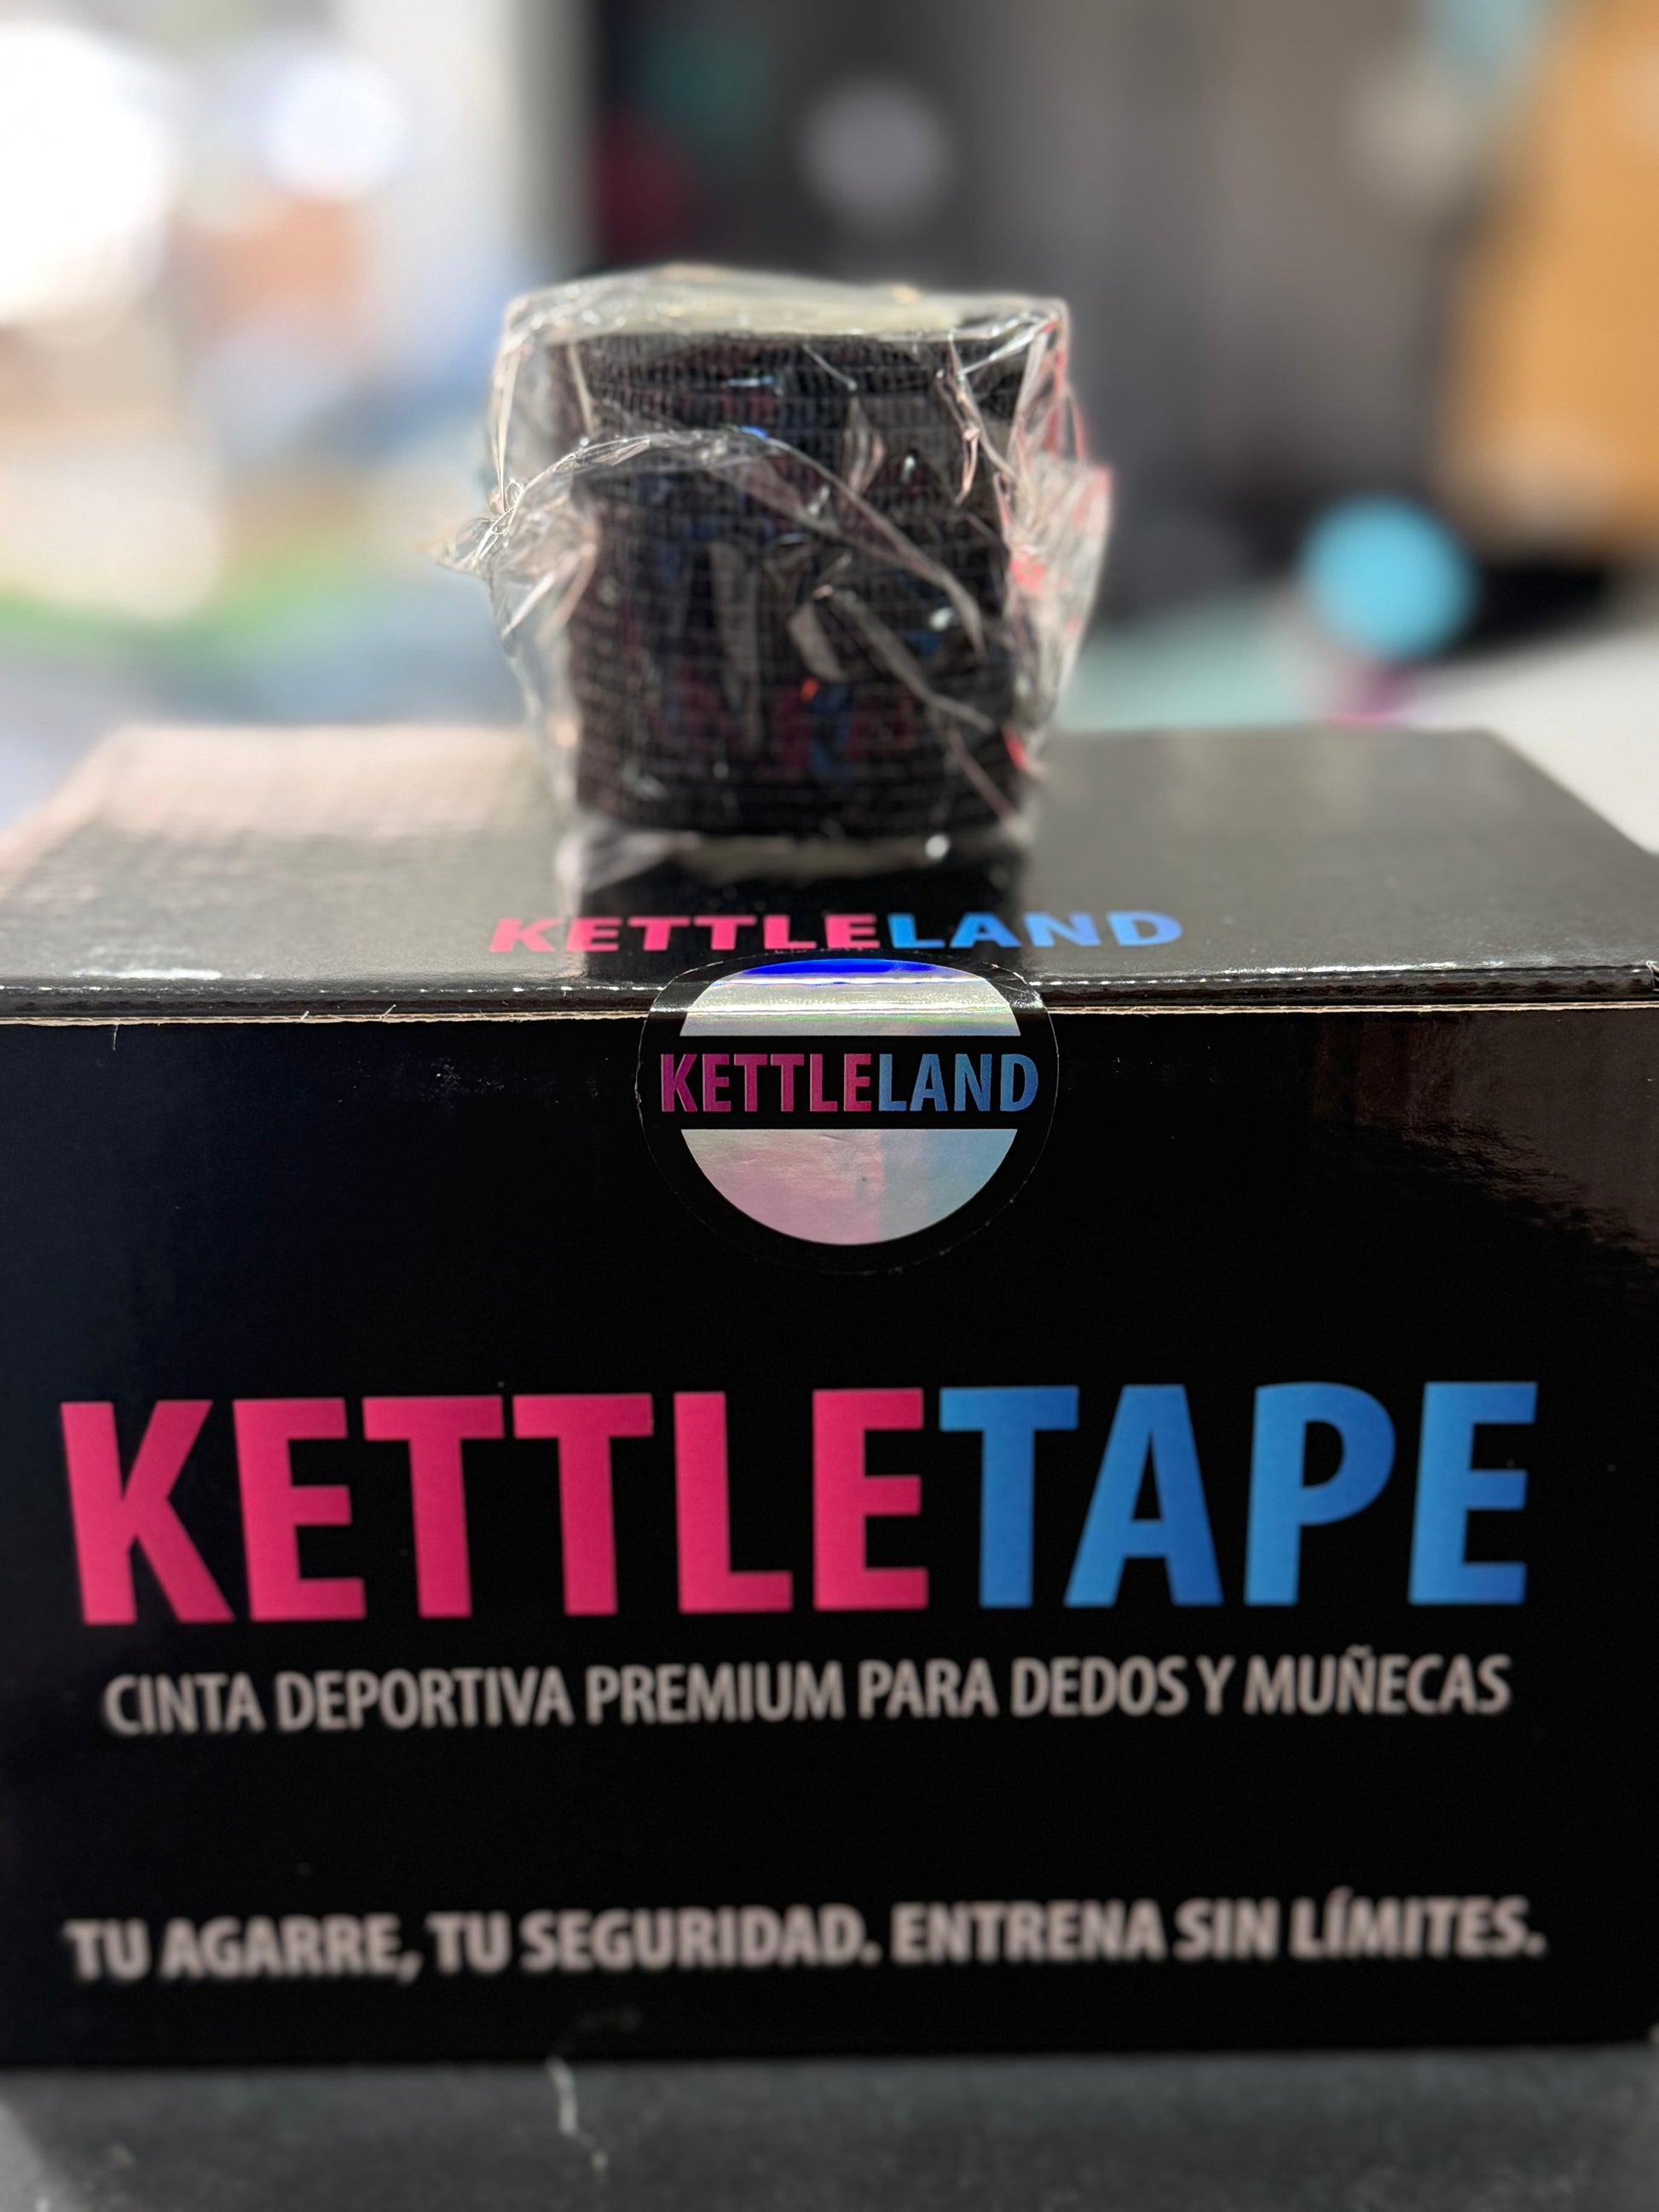 KETTLELAND
KETTLELAND
KETTLETAPE
CINTA DEPORTIVA PREMIUM PARA DEDOS Y MUÑECAS
TU AGARRE, TU SEGURIDAD. ENTRENA SIN LÍMITES.